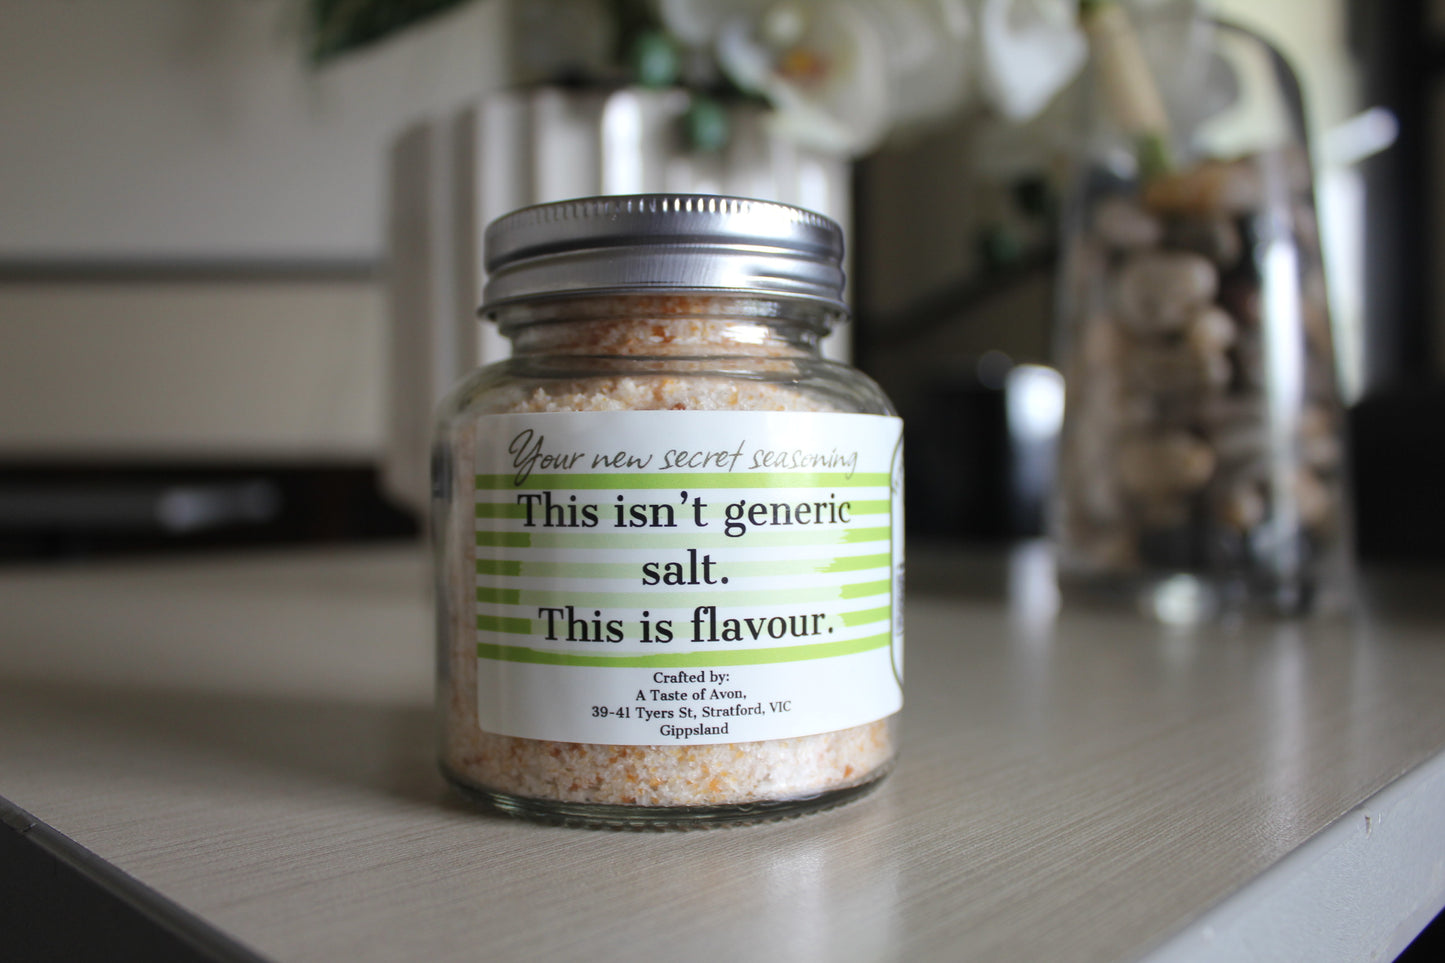 Your new secret seasoning
This isn't generic
salt.
This is flavour.
Crafted by:
A Taste of Avon,
39-41 Tyers St, Stratford, VIC
Gippsland